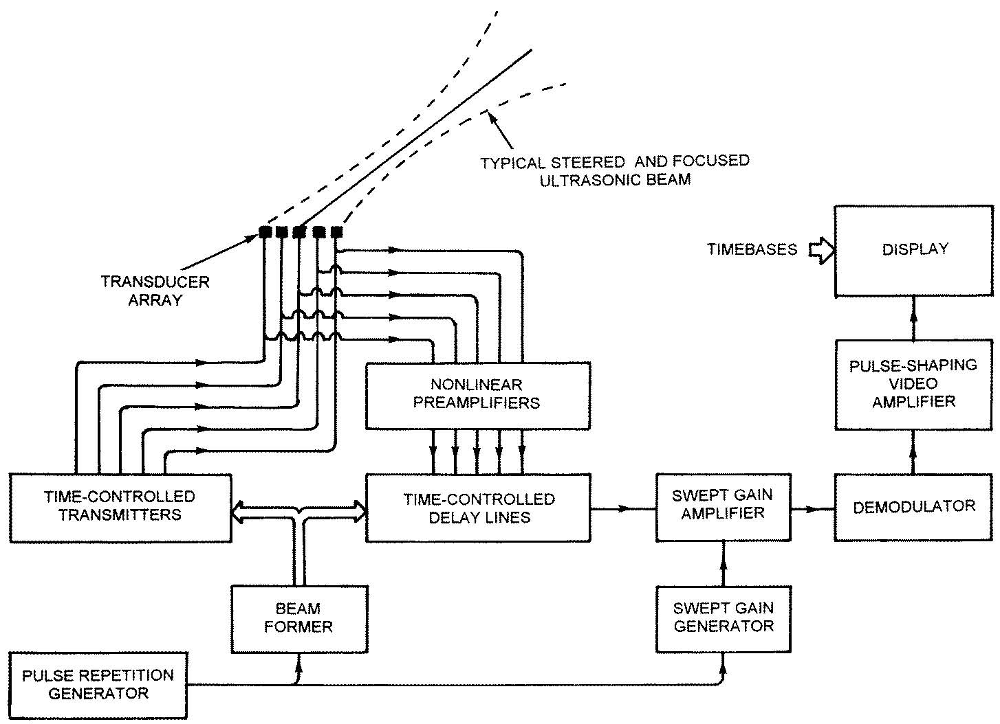 TYPICAL STEERED AND FOCUSED
ULTRASONIC BEAM
TRANSDUCER
ARRAY
TIMEBASES
DISPLAY
NONLINEAR
PREAMPLIFIERS
PULSE-SHAPING
VIDEO
AMPLIFIER
TIME-CONTROLLED
TRANSMITTERS
TIME-CONTROLLED
DELAY LINES
SWEPT GAIN
AMPLIFIER
DEMODULATOR
BEAM
FORMER
SWEPT GAIN
GENERATOR
PULSE REPETITION
GENERATOR